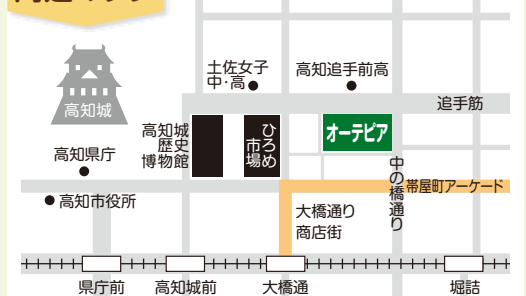 高知城
土佐女子
中・高
高知追手前高
追手筋
高知城
歴史
博物館
ひろめ
市場
オーテピア
高知県庁
中の橋通り
帯屋町アーケード
高知市役所
大橋通り
商店街
県庁前
高知城前
大橋通
堀詰